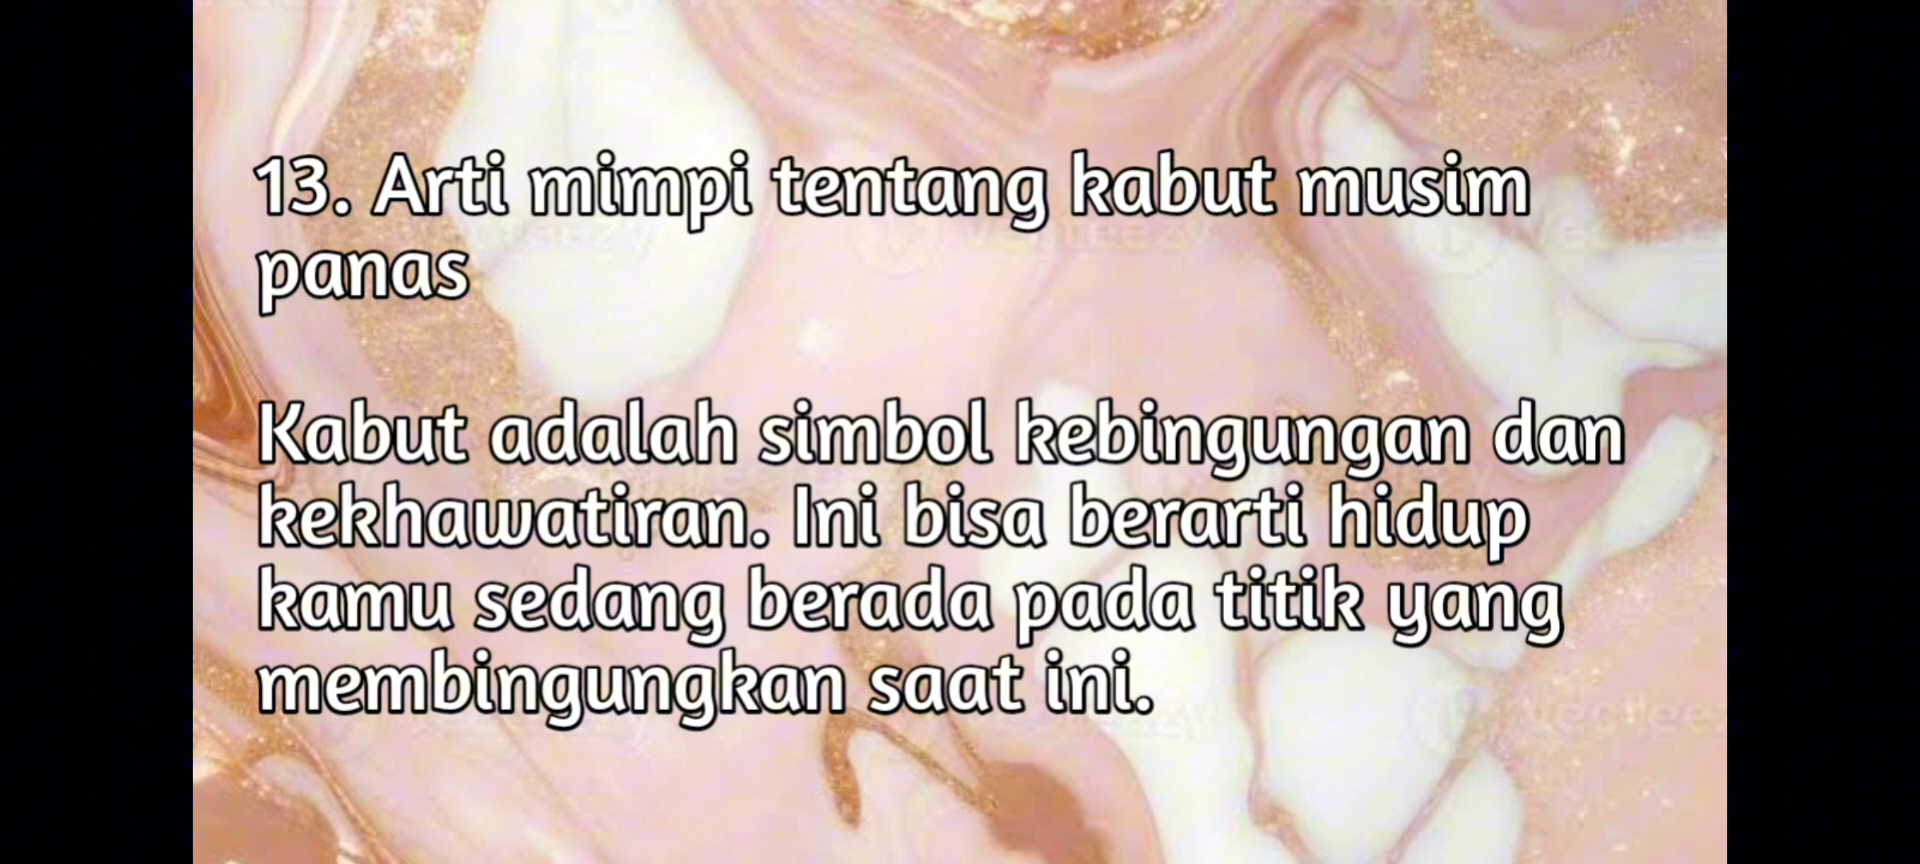 13. Arti mimpi tentang kabut musim
panas
Kabut adalah simbol kebingungan dan
kekhawatiran. Ini bisa berarti hidup
kamu sedang berada pada titik yang
membingungkan saat ini.